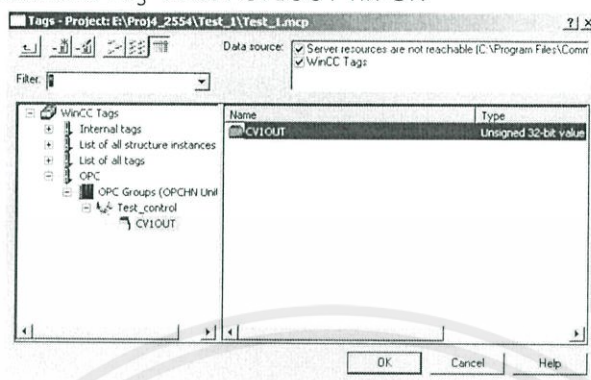 Tags - Project: E:\Proj4_2554\Test_1\Test_1.mcp
Data source:
Server resources are not reachable (C:\Program Files\Comm
WinCC Tags
Filter:
WinCC Tags
Internal tags
List of all structure instances
List of all tags
OPC
OPC Groups (OPCHN Unit
Test_control
CV1OUT
Name
Type
CV1OUT
Unsigned 32-bit value
OK
Cancel
Help